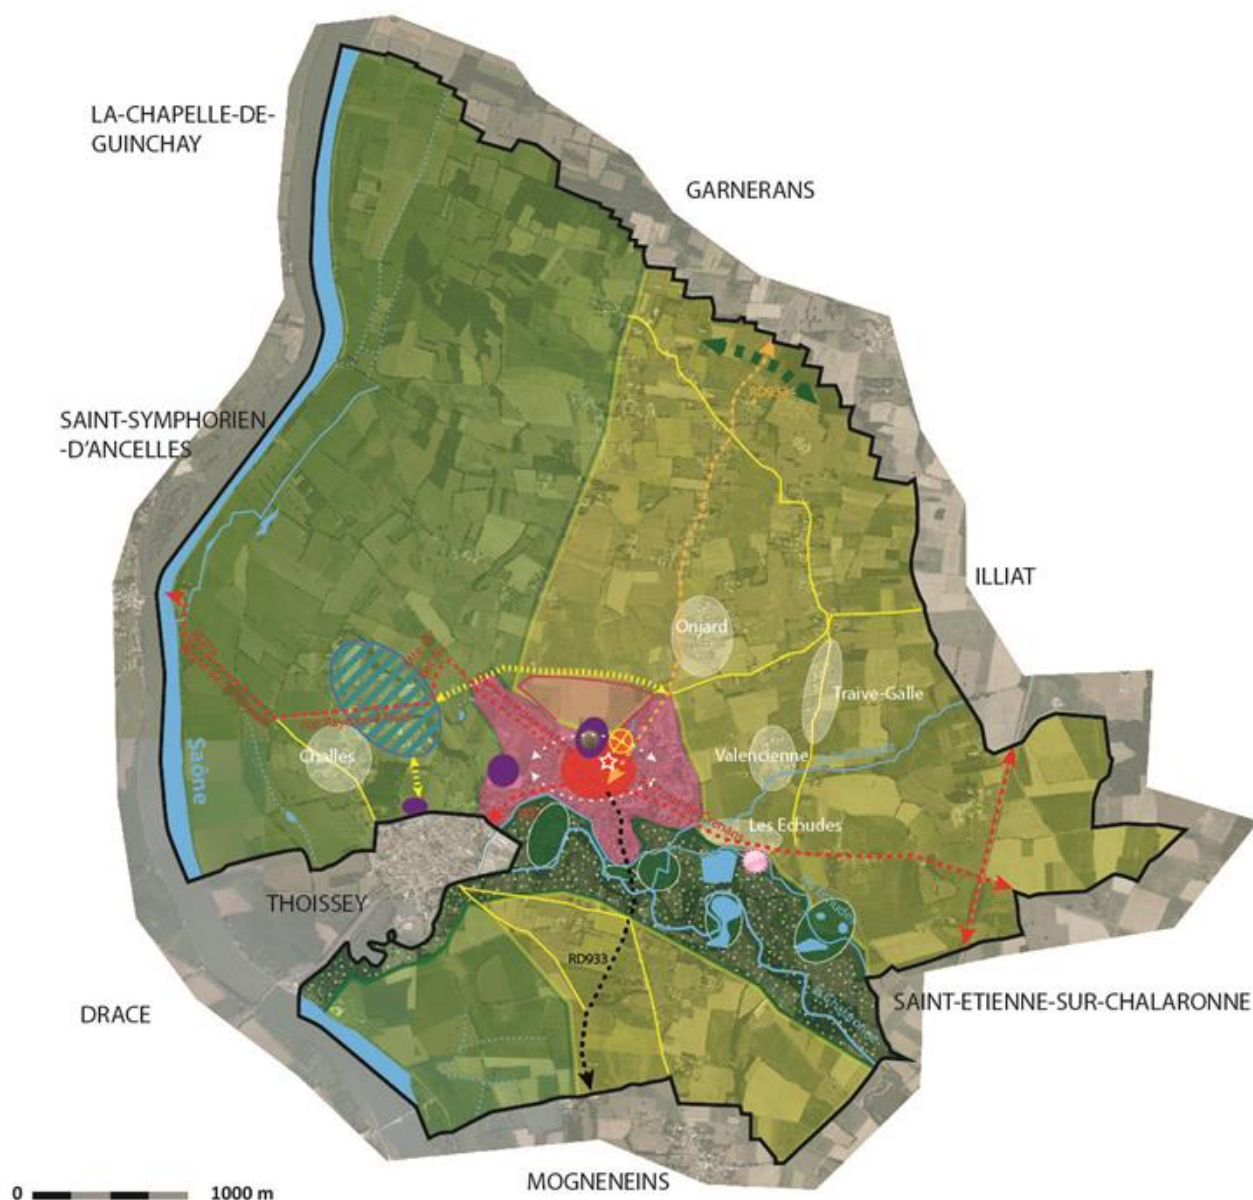 LA-CHAPELLE-DE-
GUINCHAY
GARNERANS
RD933
SAINT-SYMPHORIEN
-D'ANCELLES
ILLIAT
Onjard
Traive-Galle
Saône
Challes
Valencienne
Les Echudes
THOISSEY
RD933
SAINT-ETIENNE-SUR-CHALARONNE
DRACE
MOGNENEINS
0 1000 m